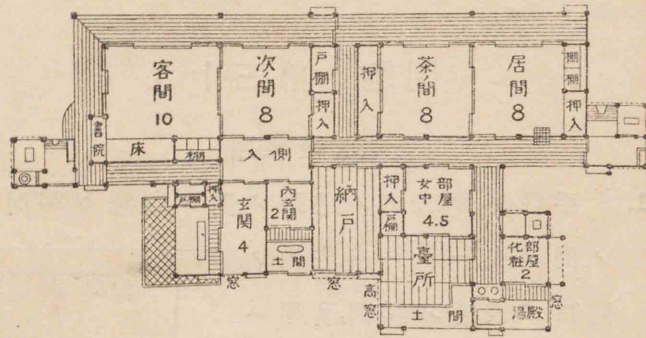 客間
10
次ノ間
8
戸棚
押入
押入
茶ノ間
8
居間
8
棚
棚
押入
書院
床
棚
入側
戸棚
押入
玄関
4
内玄関
2
土間
納戸
押入
戸棚
女中部屋
4.5
臺所
土間
化粧部屋
2
湯殿
窓
窓
高窓
窓